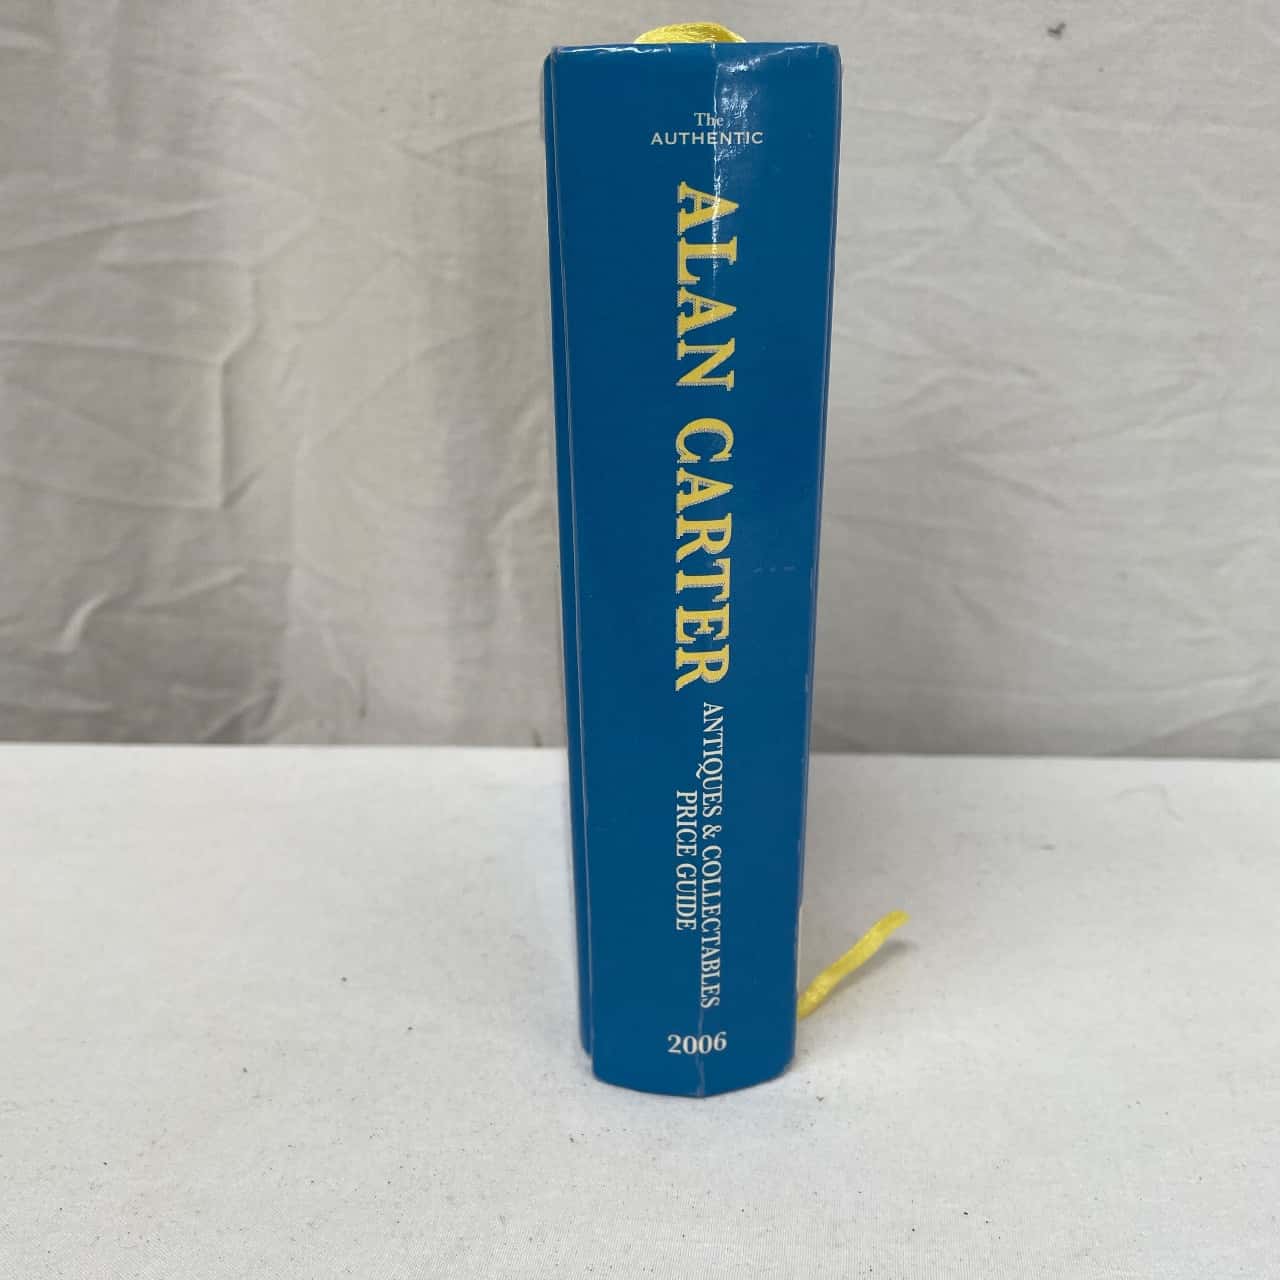 The
AUTHENTIC
ALAN CARTER
ANTIQUES & COLLECTABLES
PRICE GUIDE
2006